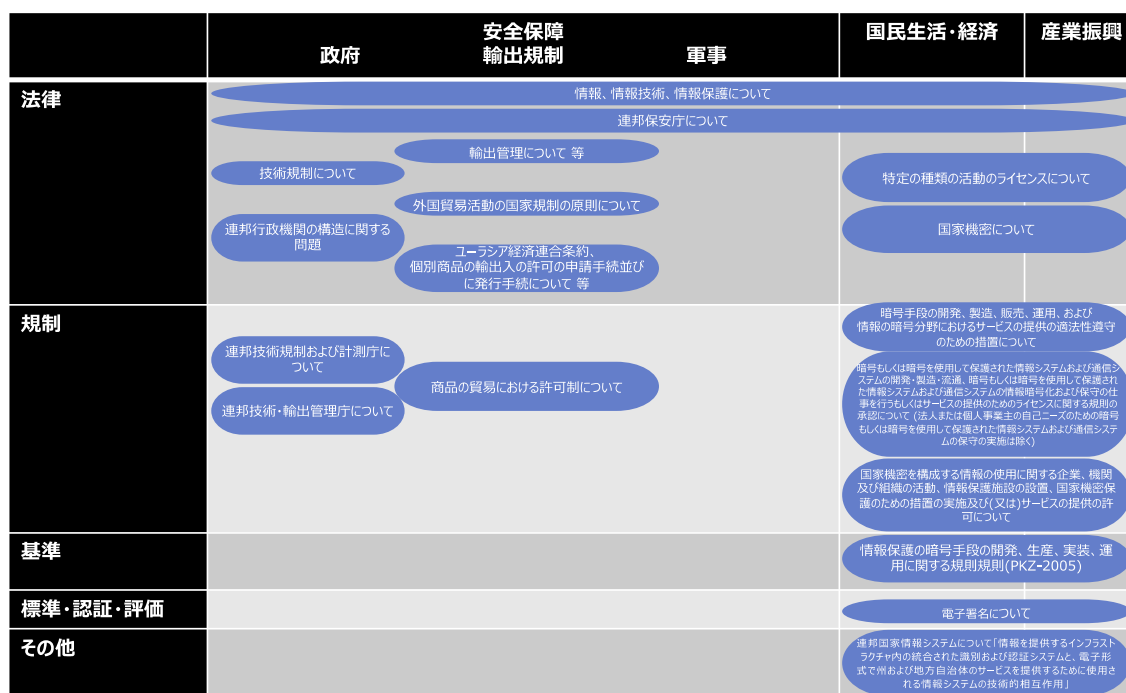 政府
安全保障
輸出規制
軍事
国民生活・経済
産業振興
法律
情報、情報技術、情報保護について
連邦保安庁について
輸出管理について 等
技術規制について
特定の種類の活動のライセンスについて
外国貿易活動の国家規制の原則について
連邦行政機関の構造に関する
問題
国家機密について
ユーラシア経済連合条約、
個別商品の輸出入の許可の申請手続並び
に発行手続について 等
規制
暗号手段の開発、製造、販売、運用、および
情報の暗号分野におけるサービスの提供の適法性遵守
のための措置について
連邦技術規制および計測庁に
ついて
商品の貿易における許可制について
連邦技術・輸出管理庁について
暗号もしくは暗号を使用して保護された情報システムおよび通信シ
ステムの開発・製造・流通、暗号もしくは暗号を使用して保護され
た情報システムおよび通信システムの情報暗号化および保守の仕
事を行うもしくはサービスの提供のためのライセンスに関する規則の
承認について (法人または個人事業主の自己ニーズのための暗号
もしくは暗号を使用して保護された情報システムおよび通信システ
ムの保守の実施は除く)
国家機密を構成する情報の使用に関する企業、機関
及び組織の活動、情報保護施設の設置、国家機密保
護のための措置の実施及び(又は)サービスの提供の許
可について
基準
情報保護の暗号手段の開発、生産、実装、運
用に関する規則規則(PKZ-2005)
標準・認証・評価
電子署名について
その他
連邦国家情報システムについて「情報を提供するインフラスト
ラクチャ内の統合された識別および認証システムと、電子形
式で州および地方自治体のサービスを提供するために使用さ
れる情報システムの技術的相互作用」